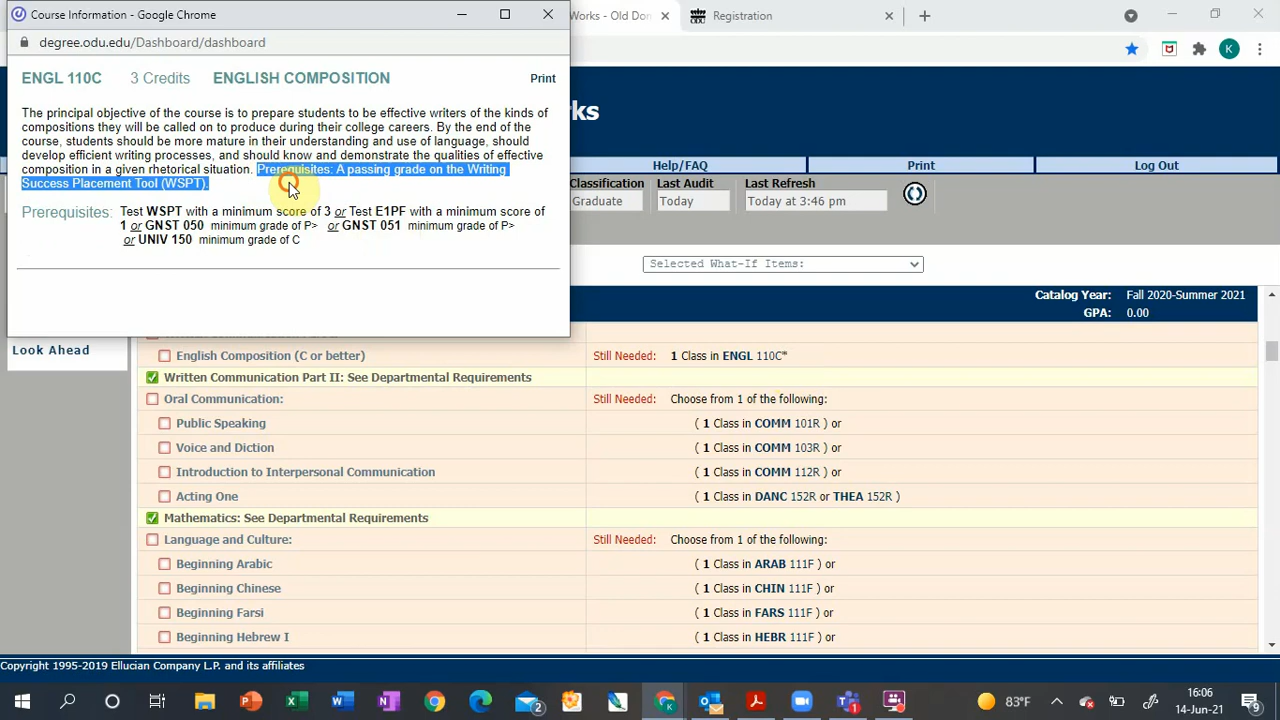 Course Information - Google Chrome
Works - Old Don
Registration
degree.odu.edu/Dashboard/dashboard
K
ENGL 110C 3 Credits ENGLISH COMPOSITION Print
The principal objective of the course is to prepare students to be effective writers of the kinds of
compositions they will be called on to produce during their college careers. By the end of the
course, students should be more mature in their understanding and use of language, should
develop efficient writing processes, and should know and demonstrate the qualities of effective
composition in a given rhetorical situation. Prerequisites: A passing grade on the Writing
Success Placement Tool (WSPT).
Prerequisites: Test WSPT with a minimum score of 3 or Test E1PF with a minimum score of
1 or GNST 050 minimum grade of P> or GNST 051 minimum grade of P>
or UNIV 150 minimum grade of C
rks
Help/FAQ Print Log Out
Classification Last Audit Last Refresh
Graduate Today Today at 3:46 pm
Selected What-If Items:
Catalog Year: Fall 2020-Summer 2021
GPA: 0.00
Look Ahead
English Composition (C or better) Still Needed: 1 Class in ENGL 110C*
Written Communication Part II: See Departmental Requirements
Oral Communication: Still Needed: Choose from 1 of the following:
Public Speaking ( 1 Class in COMM 101R ) or
Voice and Diction ( 1 Class in COMM 103R ) or
Introduction to Interpersonal Communication ( 1 Class in COMM 112R ) or
Acting One ( 1 Class in DANC 152R or THEA 152R )
Mathematics: See Departmental Requirements
Language and Culture: Still Needed: Choose from 1 of the following:
Beginning Arabic ( 1 Class in ARAB 111F ) or
Beginning Chinese ( 1 Class in CHIN 111F ) or
Beginning Farsi ( 1 Class in FARS 111F ) or
Beginning Hebrew I ( 1 Class in HEBR 111F ) or
Copyright 1995-2019 Ellucian Company L.P. and its affiliates
2
1
83°F
16:06
14-Jun-21
9